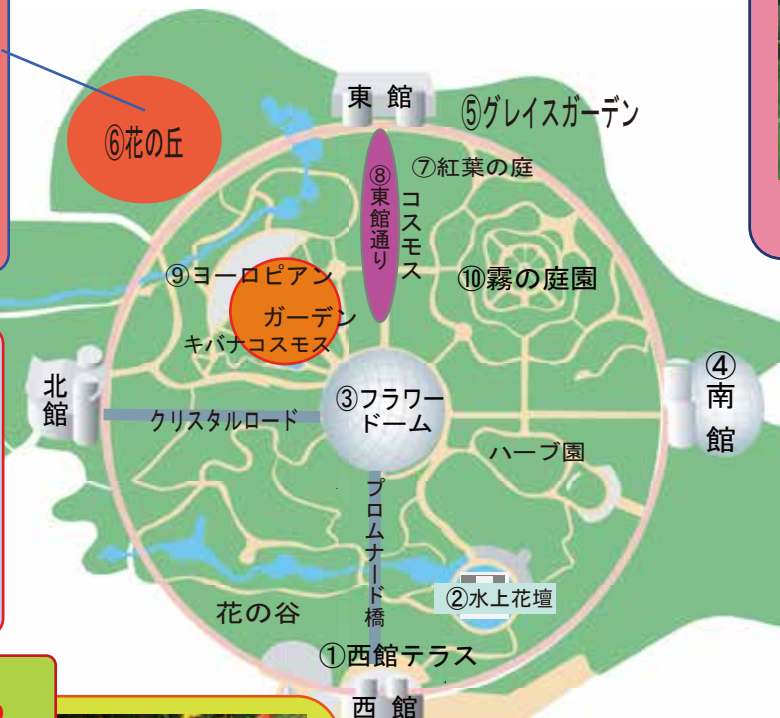 東 館
⑤グレイスガーデン
⑥花の丘
⑦紅葉の庭
⑧東館通り
コスモス
⑨ヨーロピアン
ガーデン
キバナコスモス
⑩霧の庭園
④
南
館
北
館
クリスタルロード
③フラワー
ドーム
ハーブ園
プロムナード橋
②水上花壇
花の谷
①西館テラス
西 館